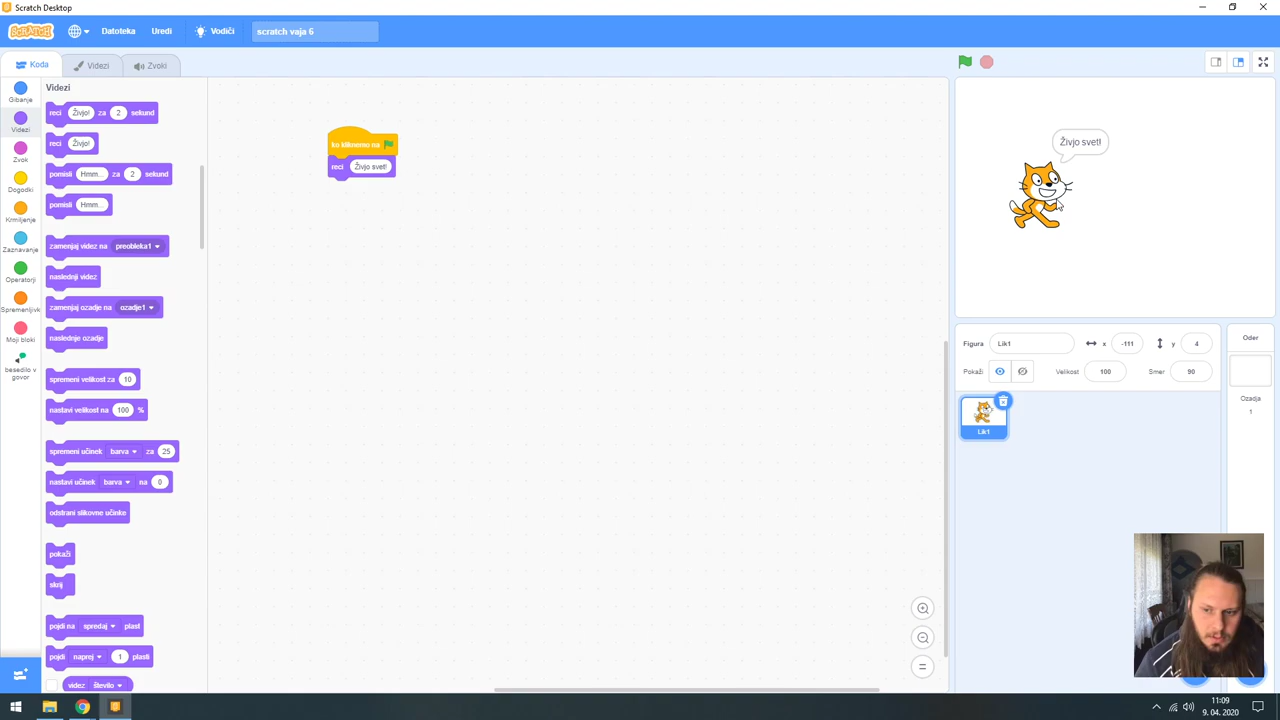 Scratch Desktop
SCRATCH Datoteka Uredi Vodiči scratch vaja 6
Koda Videzi Zvoki
Gibanje
Videzi
Zvok
Dogodki
Krmiljenje
Zaznavanje
Operatorji
Spremenljivk
Moji bloki
besedilo v
govor
Videzi
reci Živjo! za 2 sekund
reci Živjo!
pomisli Hmm... za 2 sekund
pomisli Hmm...
zamenjaj videz na preobleka1
naslednji videz
zamenjaj ozadje na ozadje1
naslednje ozadje
spremeni velikost za 10
nastavi velikost na 100 %
spremeni učinek barva za 25
nastavi učinek barva na 0
odstrani slikovne učinke
pokaži
skrij
pojdi na spredaj plast
pojdi naprej 1 plasti
videz število
ko kliknemo na
reci Živjo svet!
Živjo svet!
Figura Lik1 x -111 y 4
Pokaži Velikost 100 Smer 90
Lik1
Oder
Ozadja
1
11:09
9. 04. 2020